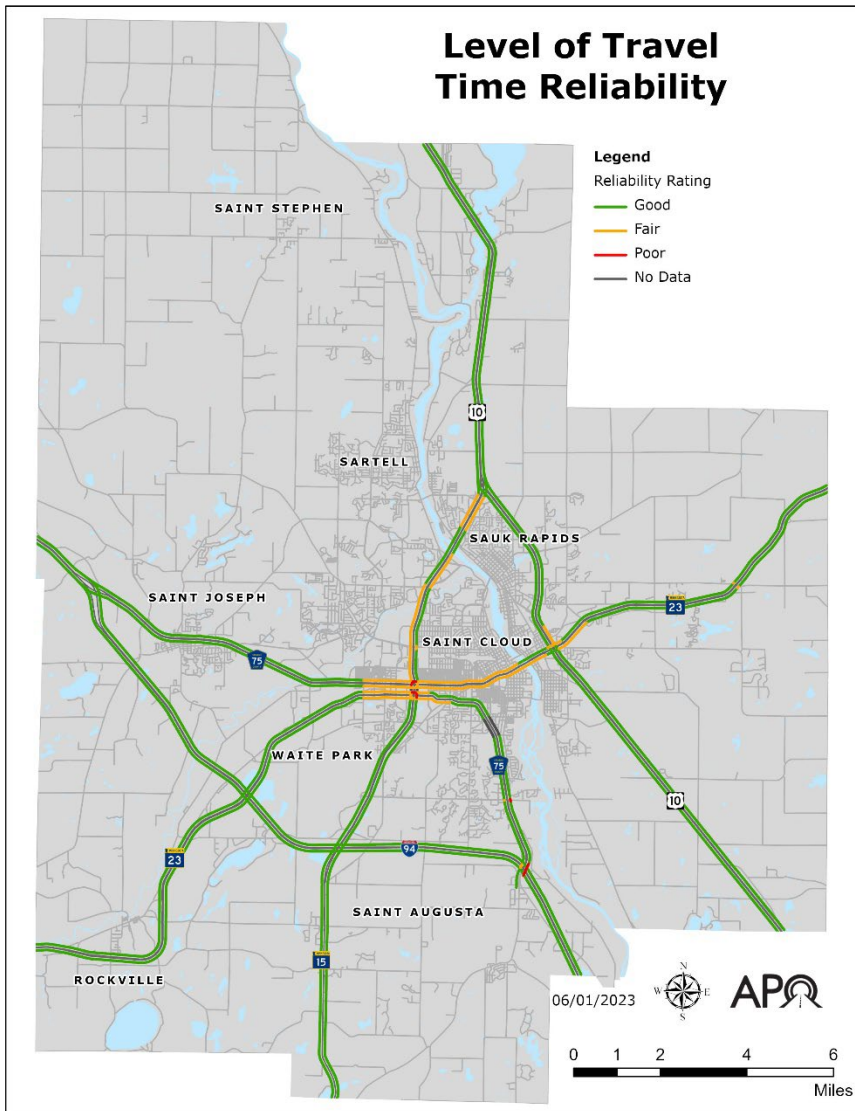 Level of Travel
Time Reliability
Legend
Reliability Rating
Good
Fair
Poor
No Data
SAINT STEPHEN
10
SARTELL
SAUK RAPIDS
SAINT JOSEPH
23
SAINT CLOUD
75
WAITE PARK
75
10
94
23
SAINT AUGUSTA
15
ROCKVILLE
06/01/2023
N
W E
S
APO
0 1 2 4 6
Miles